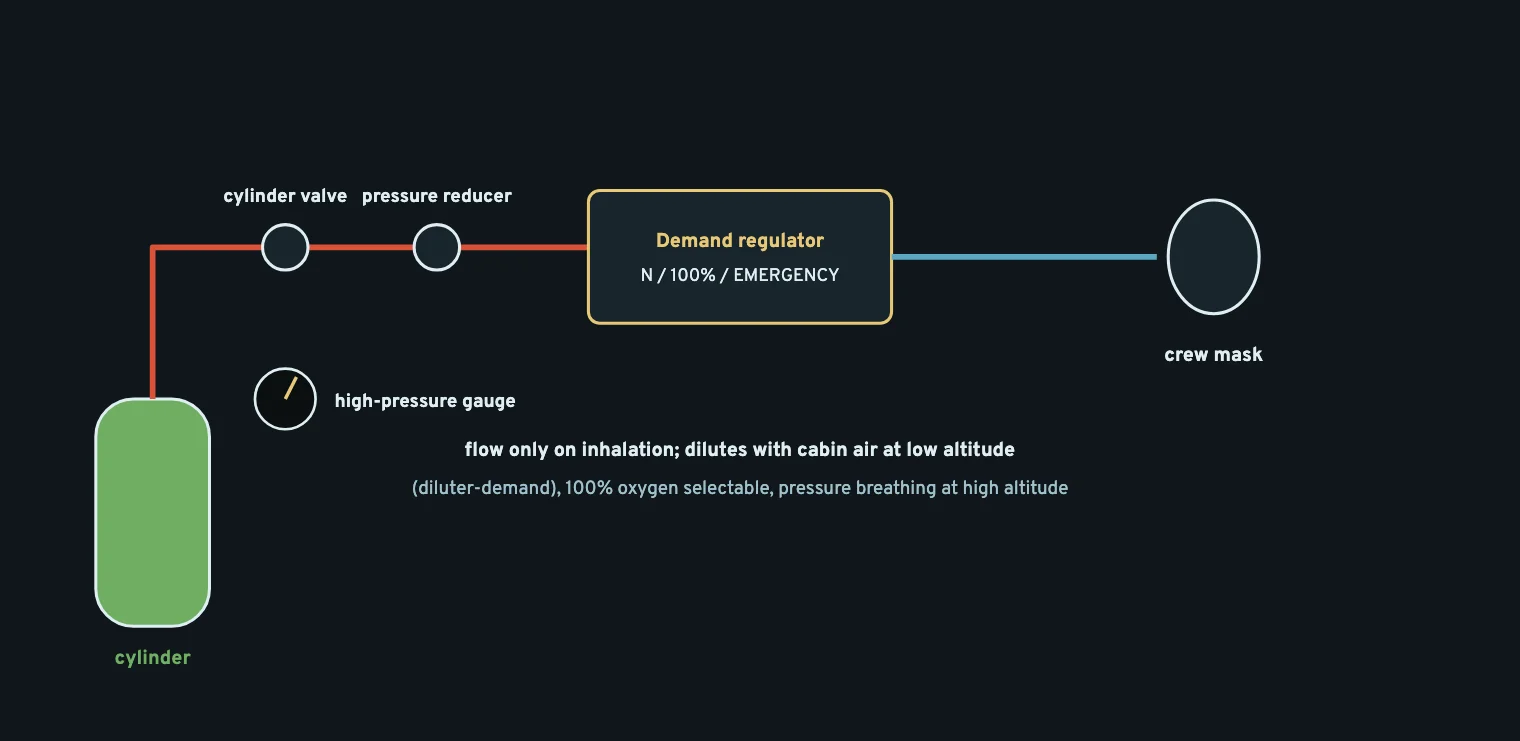 cylinder valve
pressure reducer
Demand regulator
N / 100% / EMERGENCY
crew mask
high-pressure gauge
flow only on inhalation; dilutes with cabin air at low altitude
(diluter-demand), 100% oxygen selectable, pressure breathing at high altitude
cylinder